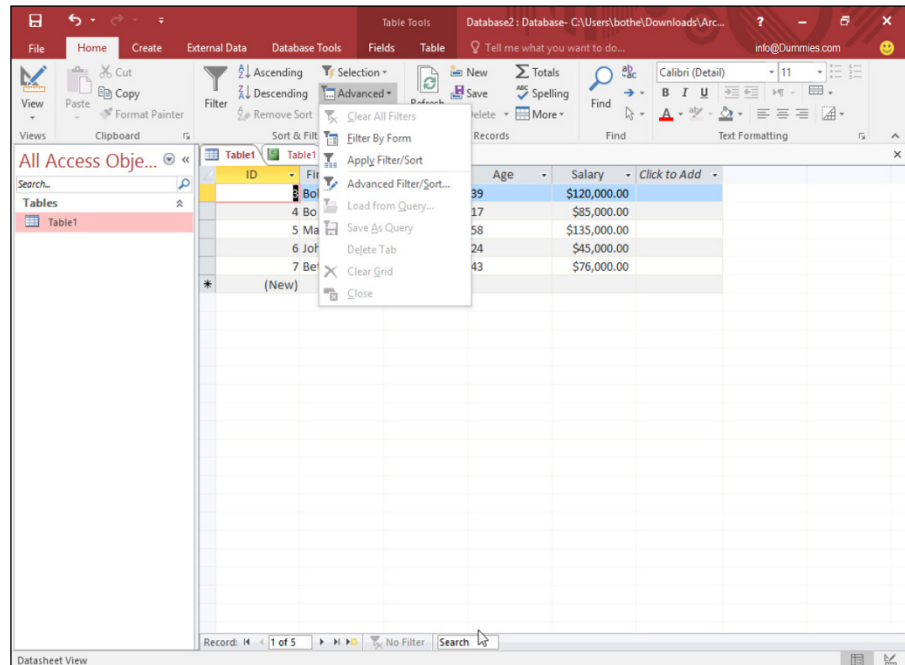 Table Tools Database2 : Database- C:\Users\bothe\Downloads\Arc... ?
File Home Create External Data Database Tools Fields Table Tell me what you want to do... info@Dummies.com
View
Views
Paste
Cut
Copy
Format Painter
Clipboard
Filter
Ascending
Descending
Remove Sort
Selection
Advanced
Sort & Filt
New
Save
Delete
Totals
Spelling
More
Records
Find
Find
Calibri (Detail) 11
B I U
Text Formatting
Clear All Filters
Filter By Form
Apply Filter/Sort
Advanced Filter/Sort...
Load from Query...
Save As Query
Delete Tab
Clear Grid
Close
All Access Obje...
Search...
Tables
Table1
Table1 Table1
ID Fi Age Salary Click to Add
3 Bo 39 $120,000.00
4 Bo 17 $85,000.00
5 Ma 58 $135,000.00
6 Joh 24 $45,000.00
7 Be 43 $76,000.00
(New)
Record: 1 of 5 No Filter Search
Datasheet View